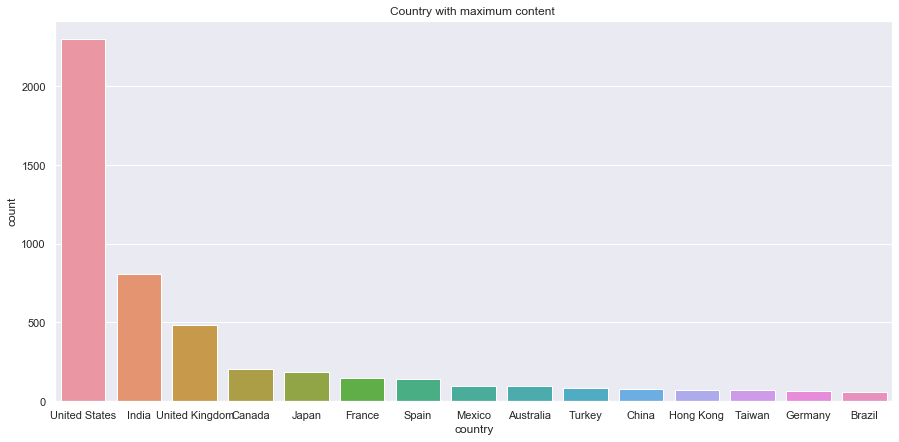 Country with maximum content
2000
1500
1000
500
0
count
United States India United Kingdom Canada Japan France Spain Mexico Australia Turkey China Hong Kong Taiwan Germany Brazil
country